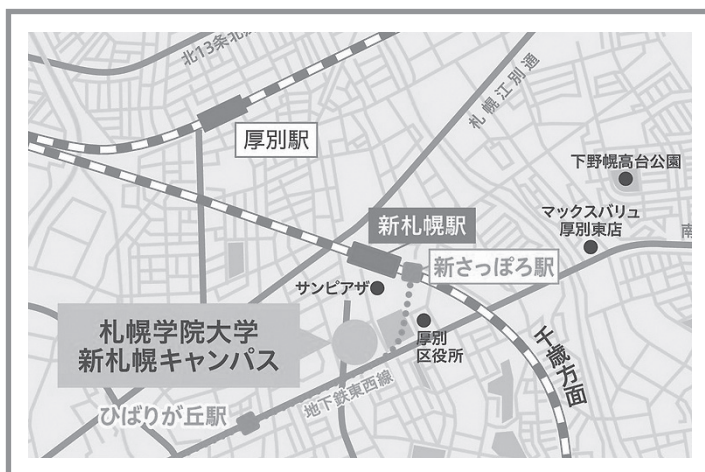 北13条北
札幌江別通
厚別駅
下野幌高台公園
マックスバリュ
厚別東店
南
新札幌駅
新さっぽろ駅
サンピアザ
札幌学院大学
新札幌キャンパス
厚別
区役所
千歳方面
地下鉄東西線
ひばりが丘駅